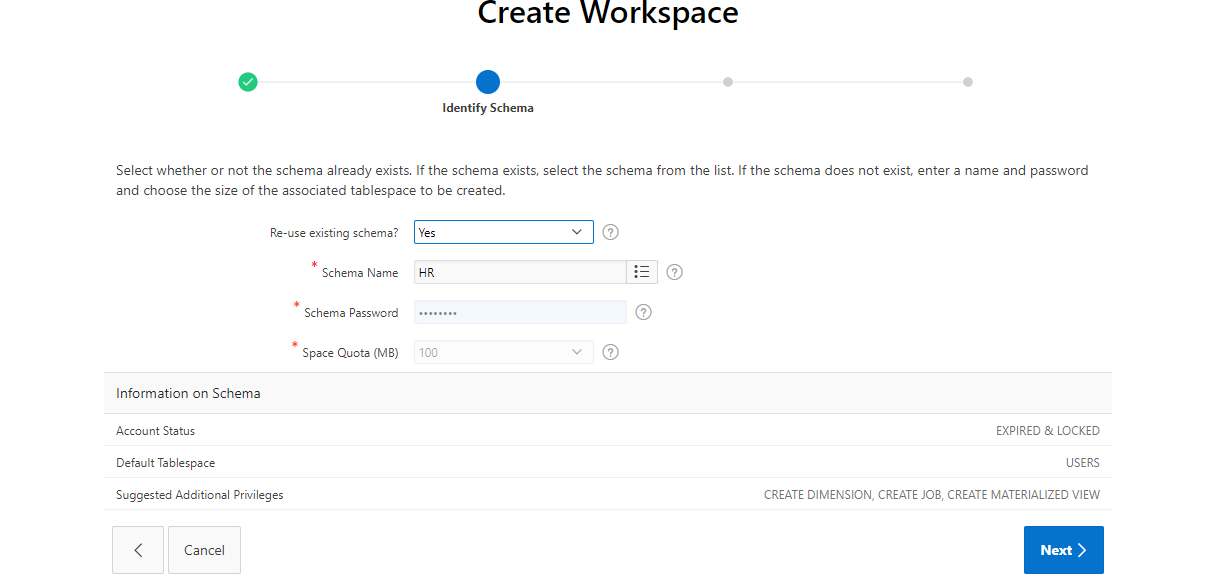 Create Workspace
Identify Schema
Select whether or not the schema already exists. If the schema exists, select the schema from the list. If the schema does not exist, enter a name and password
and choose the size of the associated tablespace to be created.
Re-use existing schema? Yes ?
* Schema Name HR ?
* Schema Password •••••••• ?
* Space Quota (MB) 100 ?
Information on Schema
Account Status EXPIRED & LOCKED
Default Tablespace USERS
Suggested Additional Privileges CREATE DIMENSION, CREATE JOB, CREATE MATERIALIZED VIEW
Cancel Next